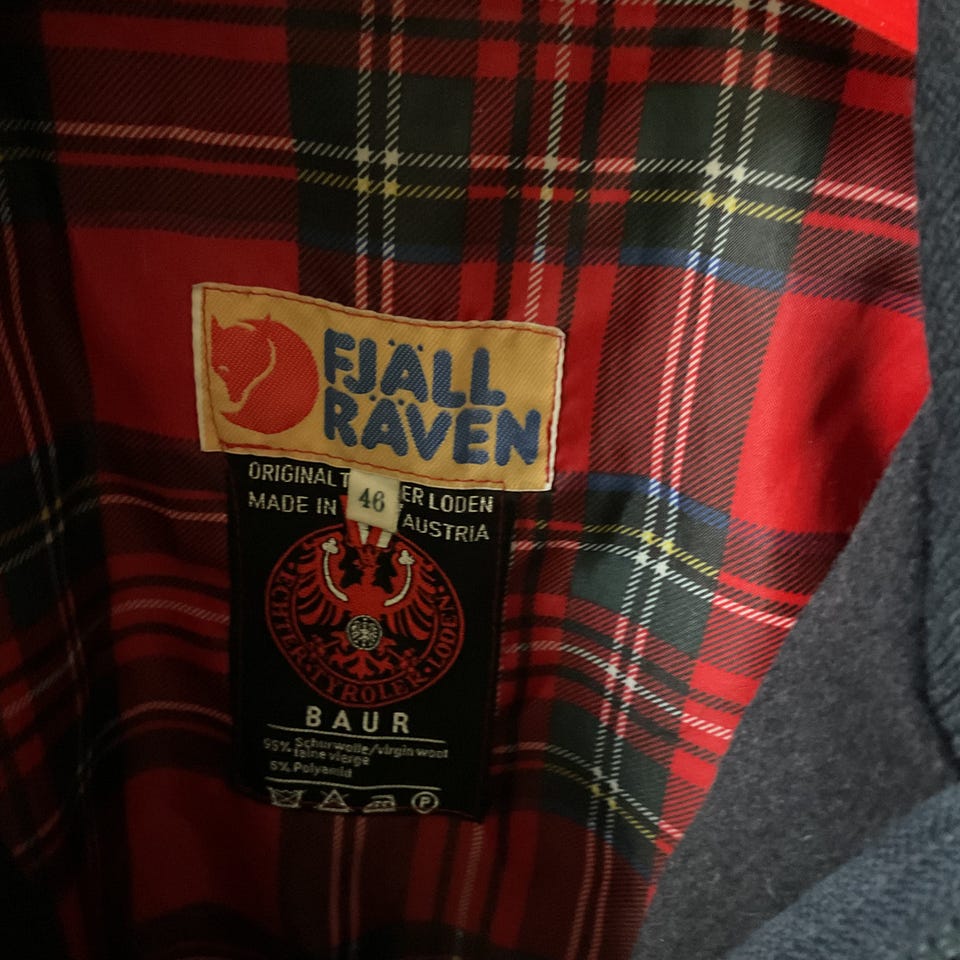 FJÄLL
RÄVEN
46
ORIGINAL T ER LODEN
MADE IN AUSTRIA
ECHTER · TYROLER · LODEN
BAUR
95% Schurwolle/virgin wool
laine vierge
5% Polyamid
P